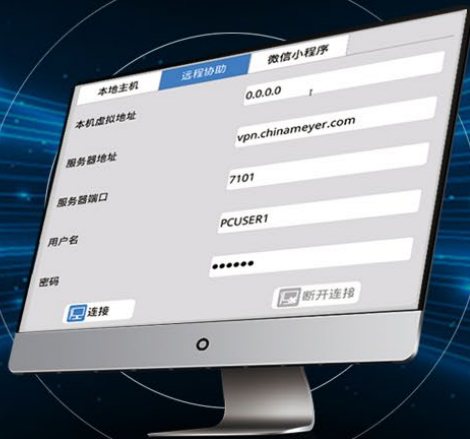 本地主机 远程协助 微信小程序
本机虚拟地址 0.0.0.0
服务器地址 vpn.chinameyer.com
服务器端口 7101
用户名 PCUSER1
密码 ●●●●●●
连接 断开连接